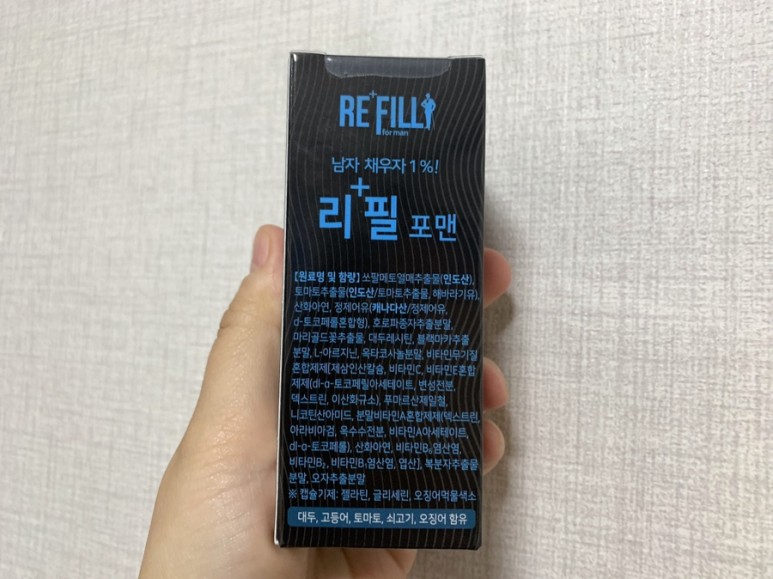 RE+FILL
for man
남자 채우자 1%!
리+필 포맨
[원료명 및 함량] 쏘팔메토열매추출물(인도산),
토마토추출물(인도산/토마토추출물, 해바라기유),
산화아연, 정제어유(캐나다산/정제어유,
d-토코페롤혼합형), 호로파종자추출분말,
마리골드꽃추출물, 대두레시틴, 블랙마카추출
분말, L-아르지닌, 옥타코사놀분말, 비타민무기질
혼합제제[제삼인산칼슘, 비타민C, 비타민E혼합
제제(dl-α-토코페릴아세테이트, 변성전분,
덱스트린, 이산화규소), 푸마르산제일철,
니코틴산아미드, 분말비타민A혼합제제(덱스트린,
아라비아검, 옥수수전분, 비타민A아세테이트,
dl-α-토코페롤), 산화아연, 비타민B₆염산염,
비타민B₂, 비타민B₁염산염, 엽산], 복분자추출물
분말, 오자추출분말
※ 캡슐기제: 젤라틴, 글리세린, 오징어먹물색소
대두, 고등어, 토마토, 쇠고기, 오징어 함유